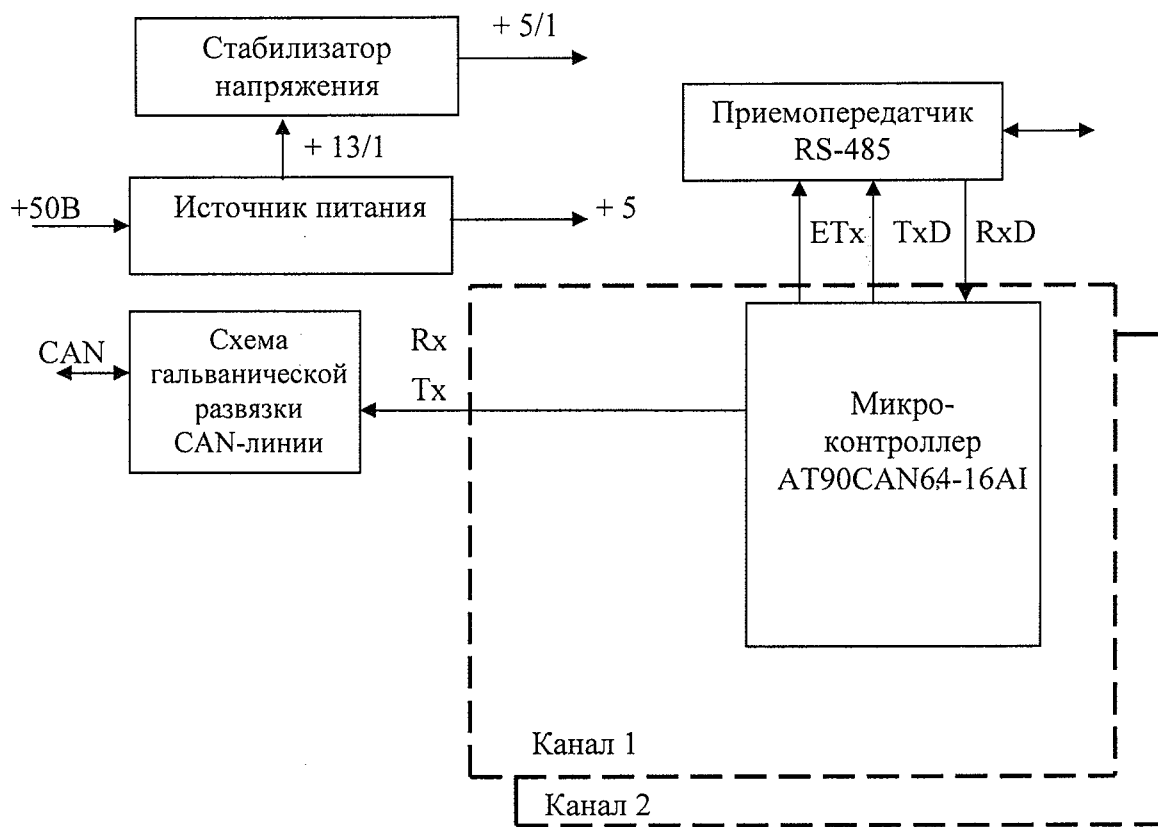 + 5/1
Стабилизатор
напряжения
+ 13/1
+50В
Источник питания
+ 5
Приемопередатчик
RS-485
ETx
TxD
RxD
CAN
Схема
гальванической
развязки
CAN-линии
Rx
Tx
Микро-
контроллер
AT90CAN64-16AI
Канал 1
Канал 2